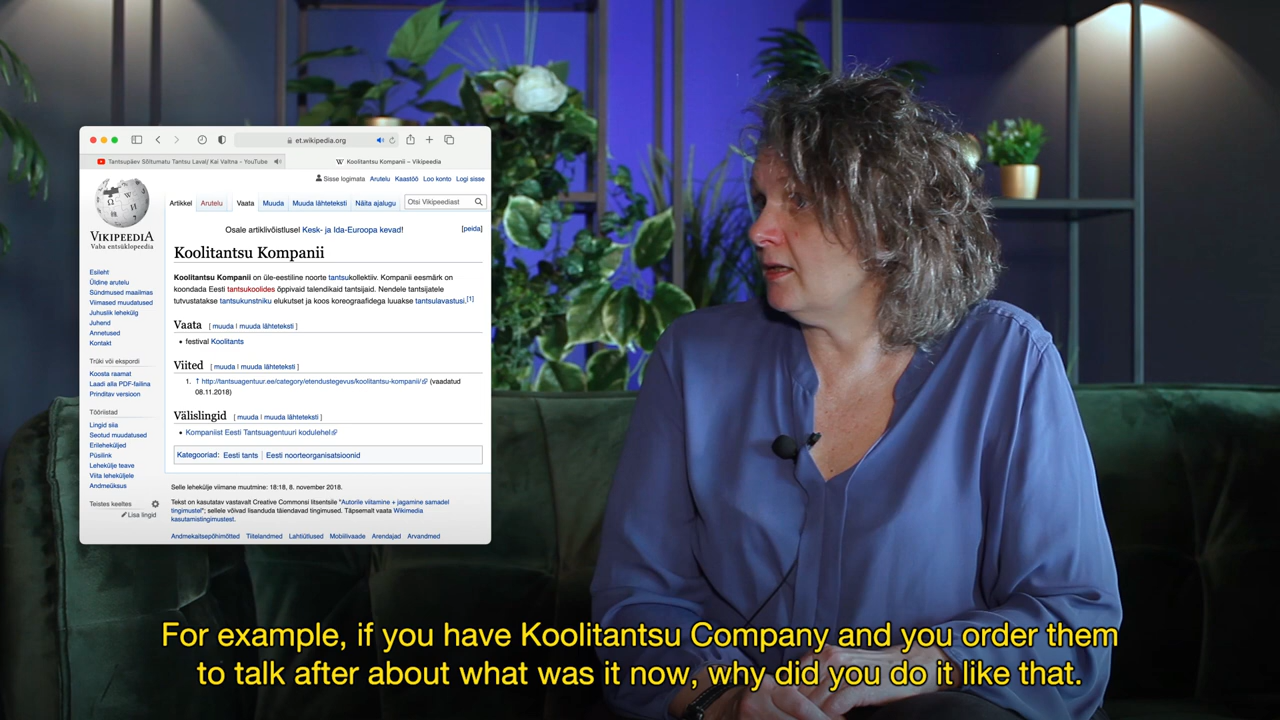 et.wikipedia.org
Tantsupäev Sõltumatu Tantsu Laval/ Kai Valtna - YouTube
W Koolitantsu Kompanii – Vikipeedia
Sisse logimata Arutelu Kaastöö Loo konto Logi sisse
Artikkel Arutelu Vaata Muuda Muuda lähteteksti Näita ajalugu Otsi Vikipeediast
VIKIPEEDIA
Vaba entsüklopeedia
Osale artiklivõistlusel Kesk- ja Ida-Euroopa kevad! [peida]
Koolitantsu Kompanii
Koolitantsu Kompanii on üle-eestiline noorte tantsukollektiiv. Kompanii eesmärk on
koondada Eesti tantsukoolides õppivaid talendikaid tantsijaid. Nendele tantsijatele
tutvustatakse tantsukunstniku elukutset ja koos koreograafidega luuakse tantsulavastusi.[1]
Vaata [ muuda | muuda lähteteksti ]
• festival Koolitants
Viited [ muuda | muuda lähteteksti ]
1. ↑ http://tantsuagentuur.ee/category/etendustegevus/koolitantsu-kompanii/ (vaadatud
08.11.2018)
Välislingid [ muuda | muuda lähteteksti ]
• Kompaniist Eesti Tantsuagentuuri kodulehel
Kategooriad: Eesti tants | Eesti noorteorganisatsioonid
Selle lehekülje viimane muutmine: 18:18, 8. november 2018.
Tekst on kasutatav vastavalt Creative Commonsi litsentsile "Autorile viitamine + jagamine samadel
tingimustel"; sellele võivad lisanduda täiendavad tingimused. Täpsemalt vaata Wikimedia
kasutamistingimustest.
Andmekaitsepõhimõtted Tiitelandmed Lahtiütlused Mobiilivaade Arendajad Arvandmed
Esileht
Üldine arutelu
Sündmused maailmas
Viimased muudatused
Juhuslik lehekülg
Juhend
Annetused
Kontakt
Trüki või ekspordi
Koosta raamat
Laadi alla PDF-failina
Prinditav versioon
Tööriistad
Lingid siia
Seotud muudatused
Erileheküljed
Püsilink
Lehekülje teave
Viita leheküljele
Andmeüksus
Teistes keeltes
Lisa lingid
For example, if you have Koolitantsu Company and you order them
to talk after about what was it now, why did you do it like that.